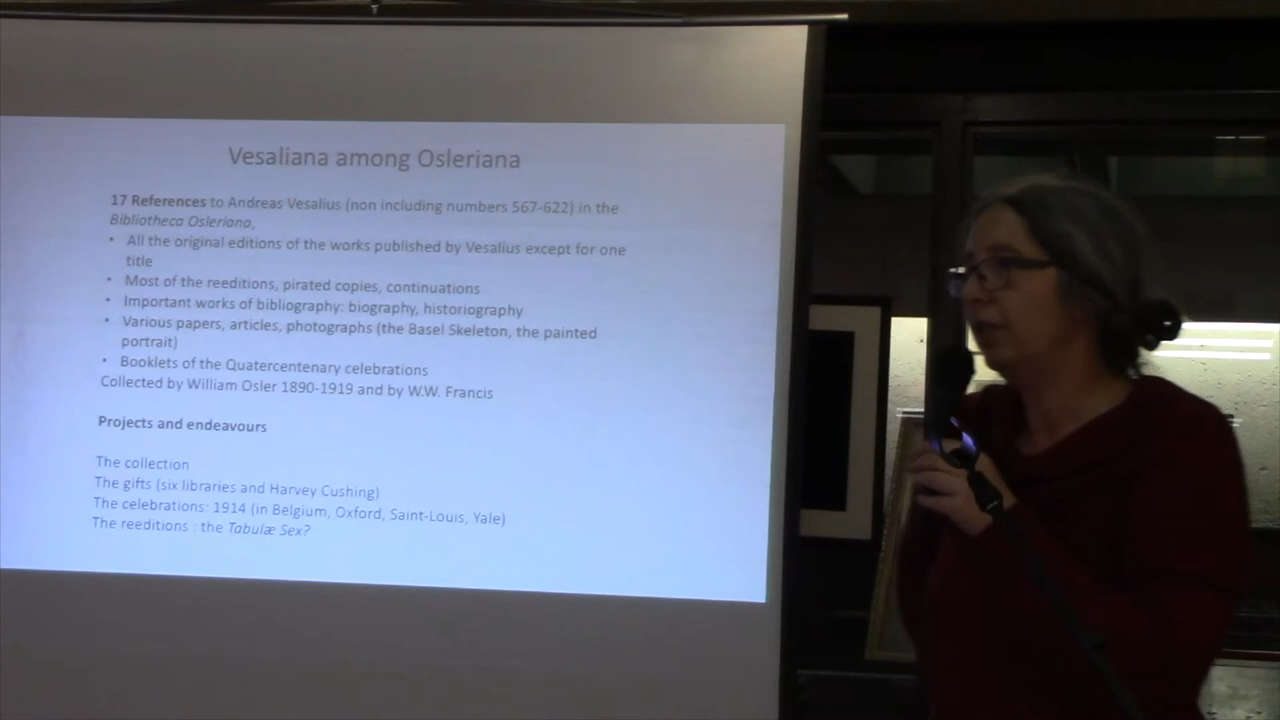 Vesaliana among Osleriana
17 References to Andreas Vesalius (non including numbers 567-622) in the
Bibliotheca Osleriana,
• All the original editions of the works published by Vesalius except for one
title
• Most of the reeditions, pirated copies, continuations
• Important works of bibliography: biography, historiography
• Various papers, articles, photographs (the Basel Skeleton, the painted
portrait)
• Booklets of the Quatercentenary celebrations
Collected by William Osler 1890-1919 and by W.W. Francis
Projects and endeavours
The collection
The gifts (six libraries and Harvey Cushing)
The celebrations: 1914 (in Belgium, Oxford, Saint-Louis, Yale)
The reeditions : the Tabulæ Sex?